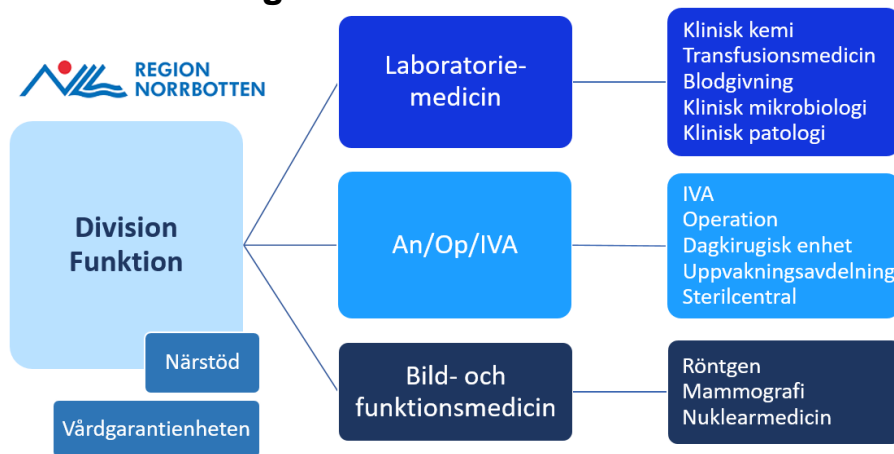 REGION
NORRBOTTEN
Division
Funktion
Närstöd
Vårdgarantienheten
Laboratorie-
medicin
An/Op/IVA
Bild- och
funktionsmedicin
Klinisk kemi
Transfusionsmedicin
Blodgivning
Klinisk mikrobiologi
Klinisk patologi
IVA
Operation
Dagkirugisk enhet
Uppvakningsavdelning
Sterilcentral
Röntgen
Mammografi
Nuklearmedicin